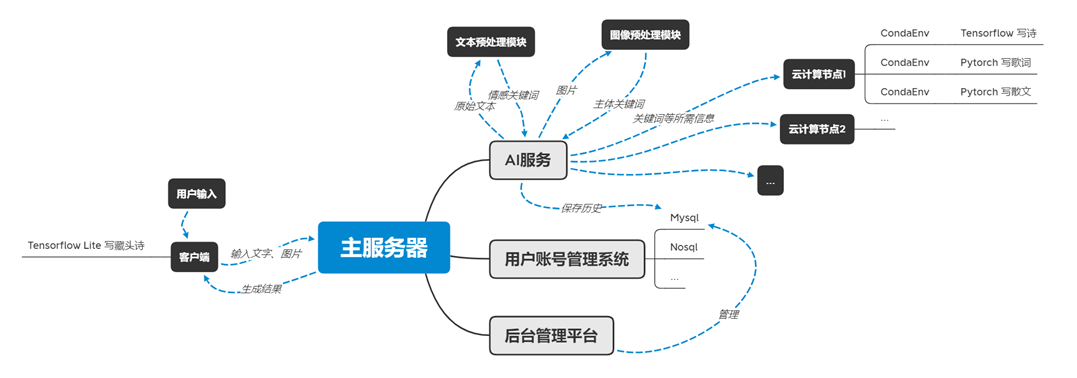 CondaEnv
Tensorflow 写诗
文本预处理模块
图像预处理模块
云计算节点1
CondaEnv
Pytorch 写歌词
CondaEnv
Pytorch 写散文
情感关键词
原始文本
图片
主体关键词
关键词等所需信息
云计算节点2
...
AI服务
...
用户输入
保存历史
Mysql
Tensorflow Lite 写藏头诗
客户端
输入文字、图片
主服务器
用户账号管理系统
Nosql
...
生成结果
管理
后台管理平台